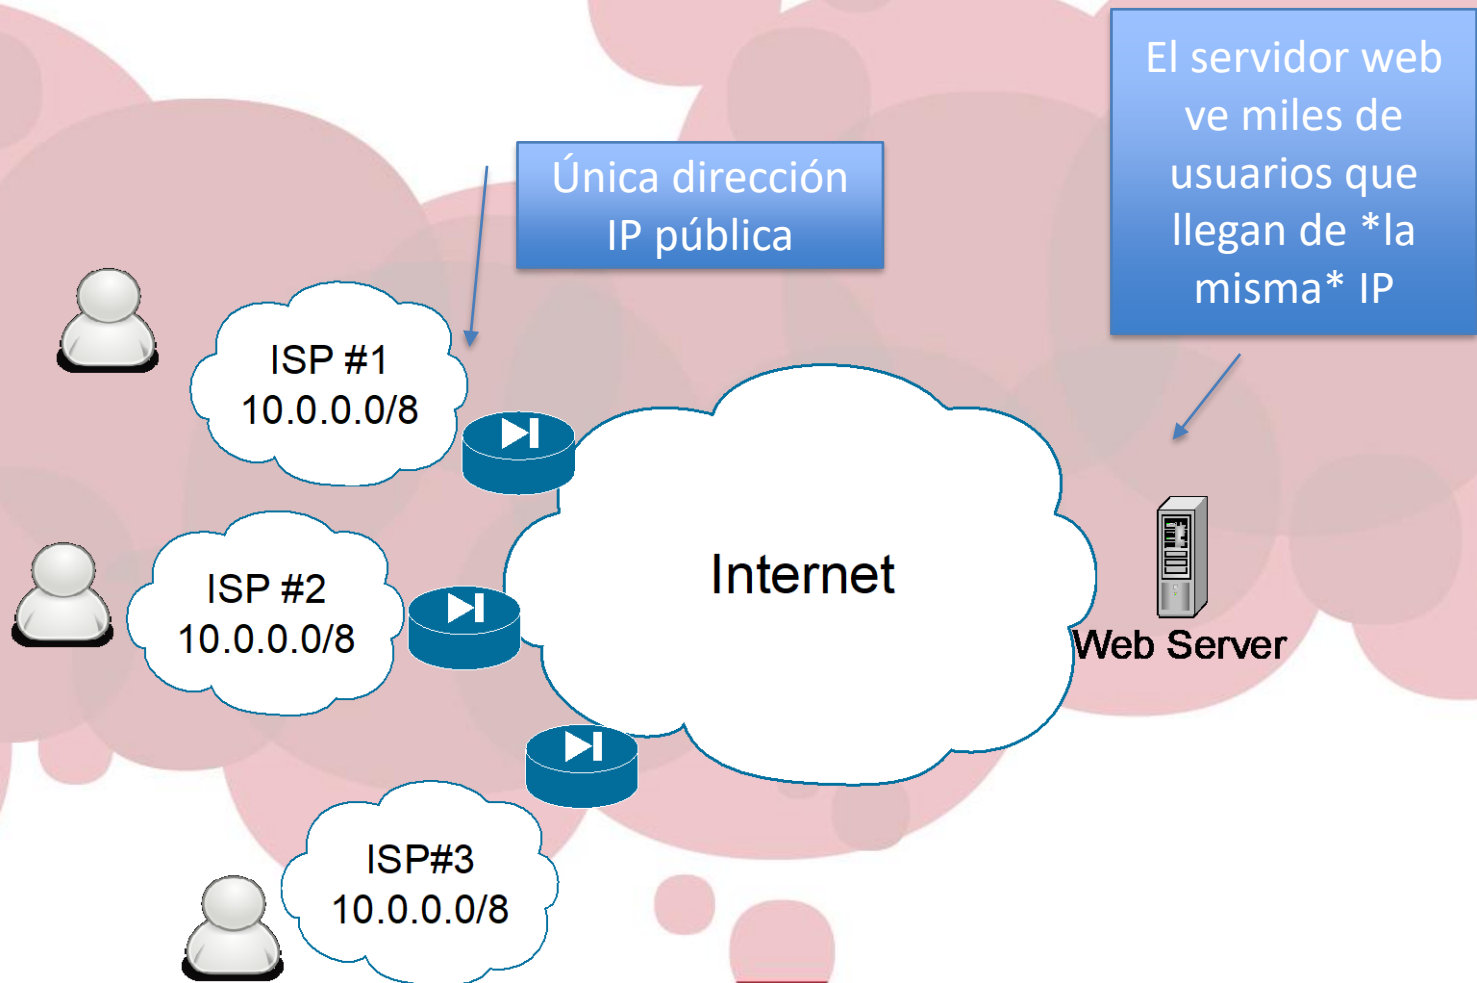 El servidor web
ve miles de
usuarios que
llegan de *la
misma* IP
Única dirección
IP pública
ISP #1
10.0.0.0/8
ISP #2
10.0.0.0/8
Internet
Web Server
ISP#3
10.0.0.0/8